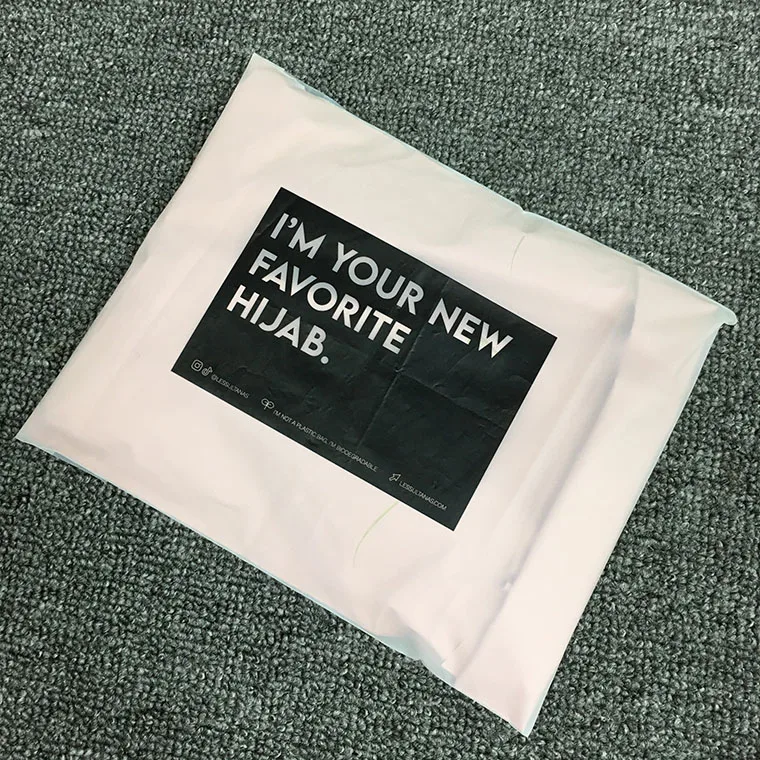 I'M YOUR NEW
FAVORITE
HIJAB.
@LESSULTANAS
I'M NOT A PLASTIC BAG, I'M BIODEGRADABLE
LESSULTANAS.COM